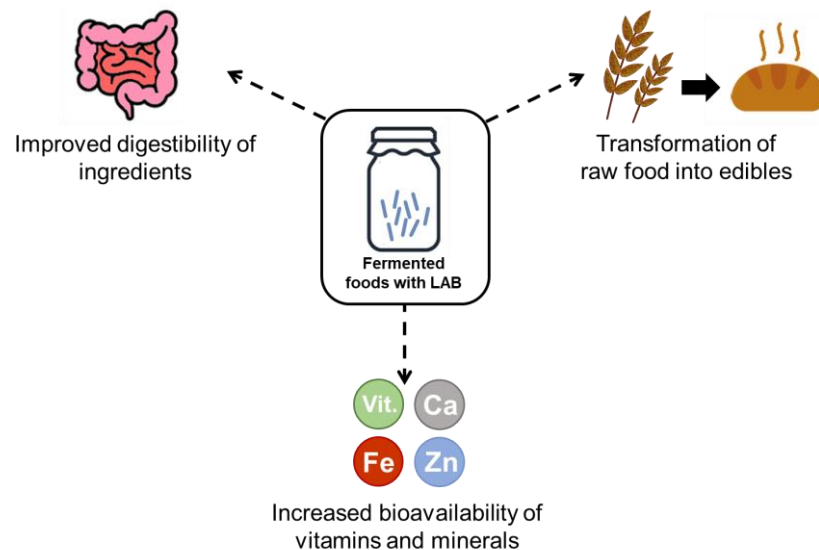 Improved digestibility of
ingredients
Transformation of
raw food into edibles
Fermented
foods with LAB
Vit.
Ca
Fe
Zn
Increased bioavailability of
vitamins and minerals